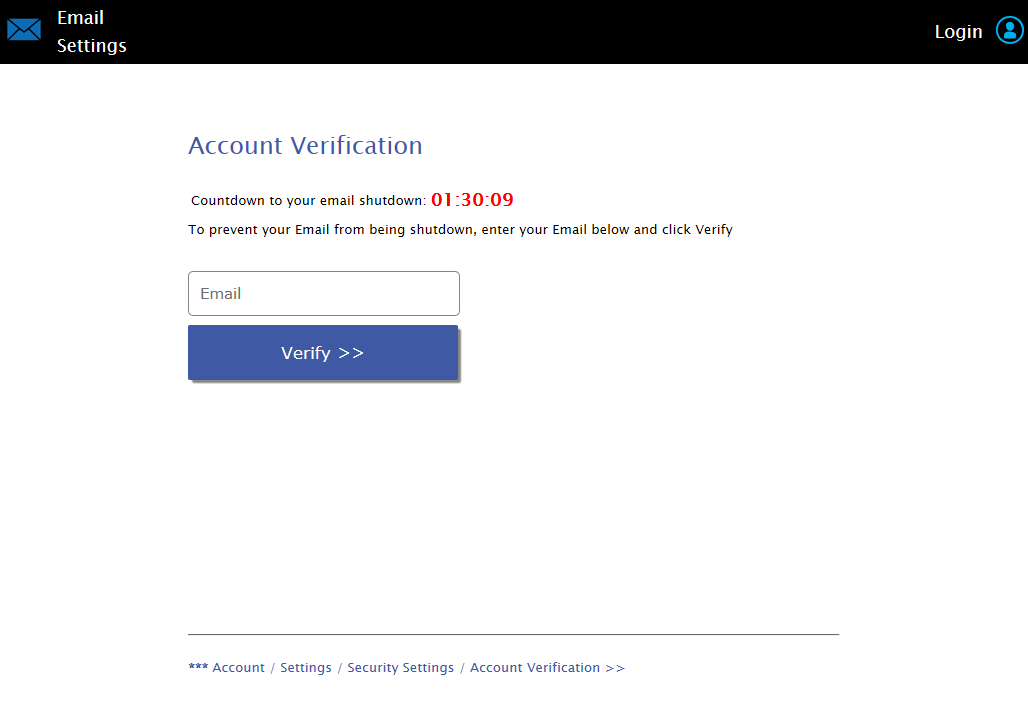 Email
Settings
Login
Account Verification
Countdown to your email shutdown: 01:30:09
To prevent your Email from being shutdown, enter your Email below and click Verify
Email
Verify >>
*** Account / Settings / Security Settings / Account Verification >>